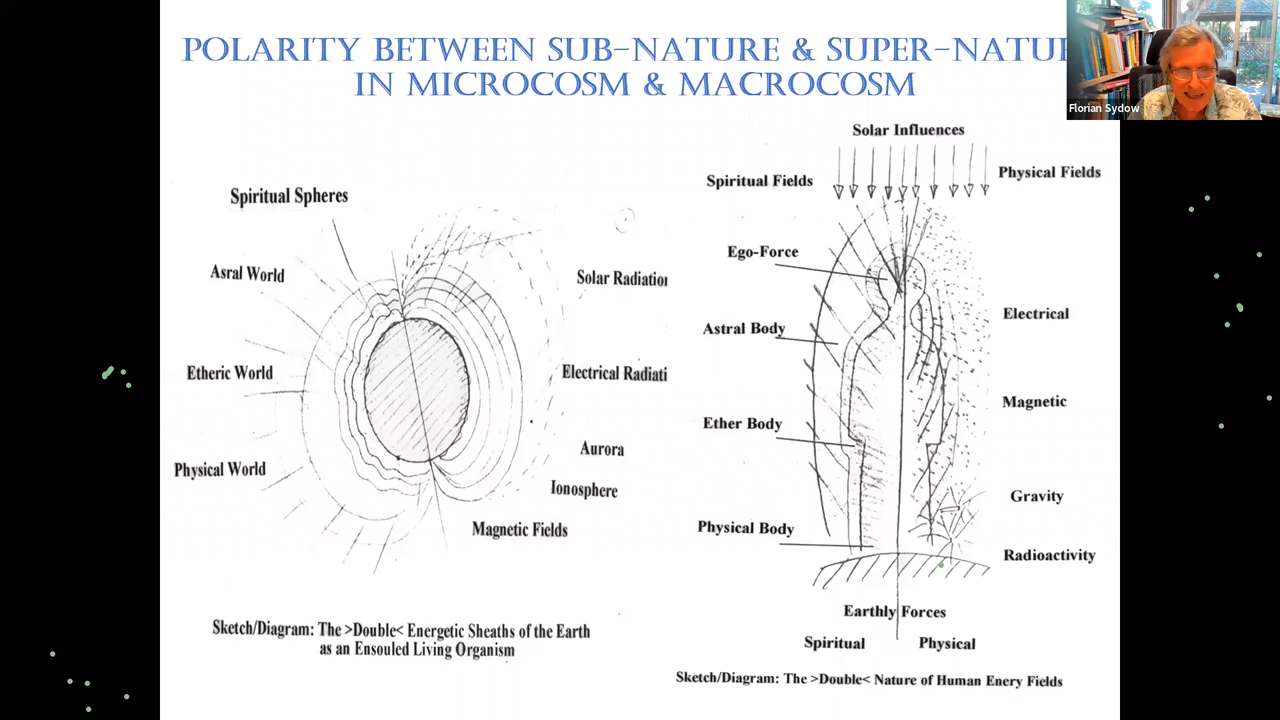 POLARITY BETWEEN SUB-NATURE & SUPER-NATU
IN MICROCOSM & MACROCOSM
Florian Sydow
Spiritual Spheres
Asral World
Etheric World
Physical World
Solar Radiation
Electrical Radiati
Aurora
Ionosphere
Magnetic Fields
Sketch/Diagram: The >Double< Energetic Sheaths of the Earth
as an Ensouled Living Organism
Solar Influences
Spiritual Fields
Physical Fields
Ego-Force
Astral Body
Ether Body
Physical Body
Electrical
Magnetic
Gravity
Radioactivity
Earthly Forces
Spiritual
Physical
Sketch/Diagram: The >Double< Nature of Human Enery Fields